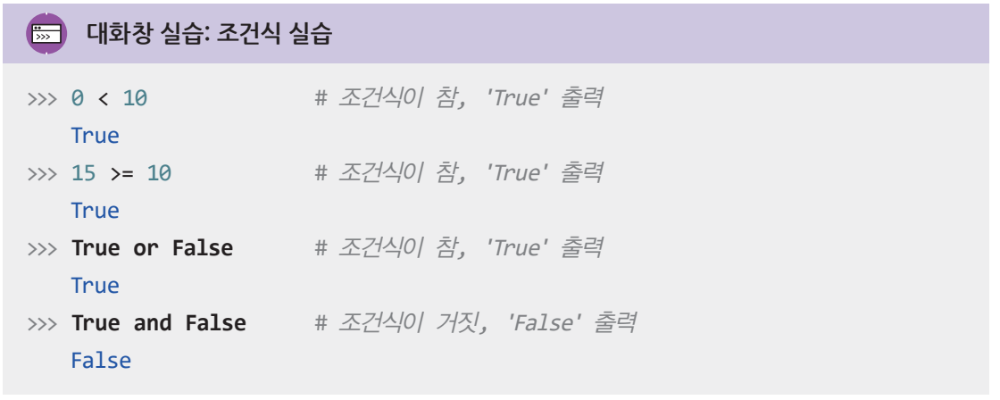 >>> 대화창 실습: 조건식 실습
>>> 0 < 10 # 조건식이 참, 'True' 출력
True
>>> 15 >= 10 # 조건식이 참, 'True' 출력
True
>>> True or False # 조건식이 참, 'True' 출력
True
>>> True and False # 조건식이 거짓, 'False' 출력
False